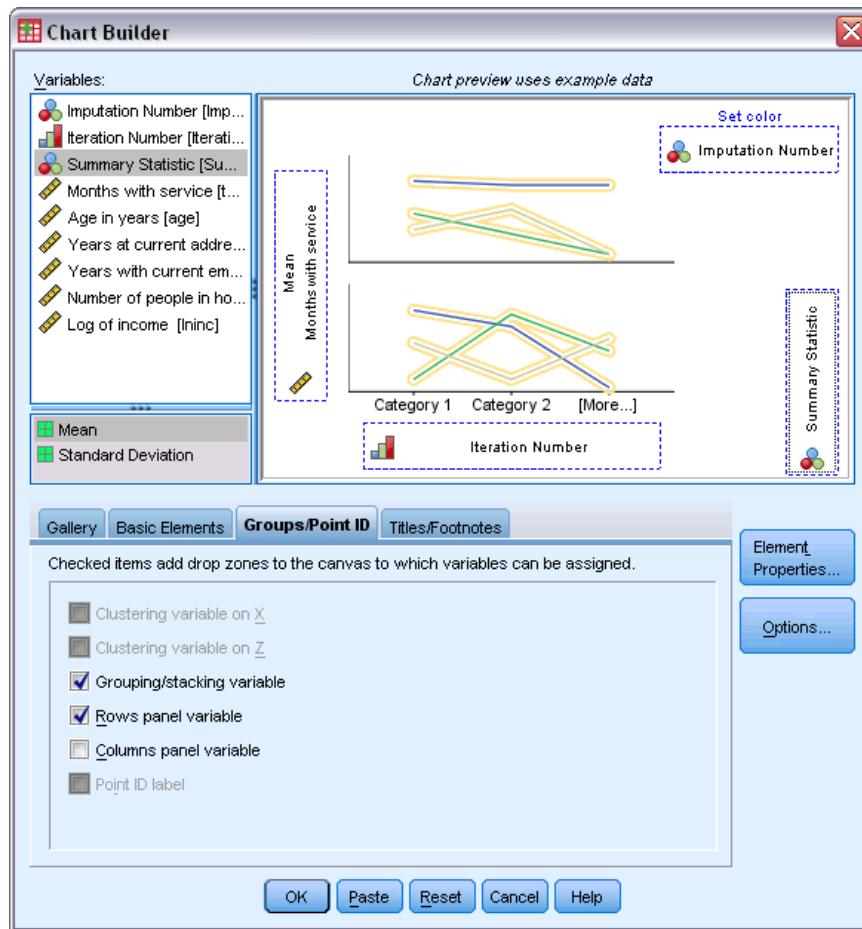 Chart Builder
Variables:
Chart preview uses example data
Imputation Number [Imp...
Iteration Number [Iterati...
Summary Statistic [Su...
Months with service [t...
Age in years [age]
Years at current addre...
Years with current em...
Number of people in ho...
Log of income [lninc]
Mean
Standard Deviation
Set color
Imputation Number
Mean
Months with service
Category 1 Category 2 [More...]
Iteration Number
Summary Statistic
Gallery Basic Elements Groups/Point ID Titles/Footnotes
Checked items add drop zones to the canvas to which variables can be assigned.
Clustering variable on X
Clustering variable on Z
Grouping/stacking variable
Rows panel variable
Columns panel variable
Point ID label
Element
Properties...
Options...
OK Paste Reset Cancel Help